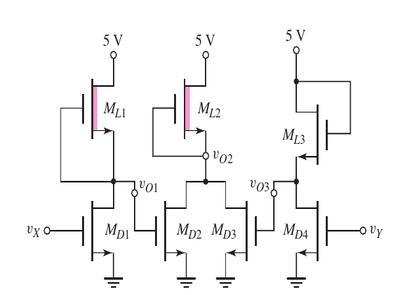 5 V
5 V
5 V
M_{L1}
M_{L2}
M_{L3}
v_{O2}
v_{O1}
v_{O3}
v_X
M_{D1}
M_{D2}
M_{D3}
M_{D4}
v_Y